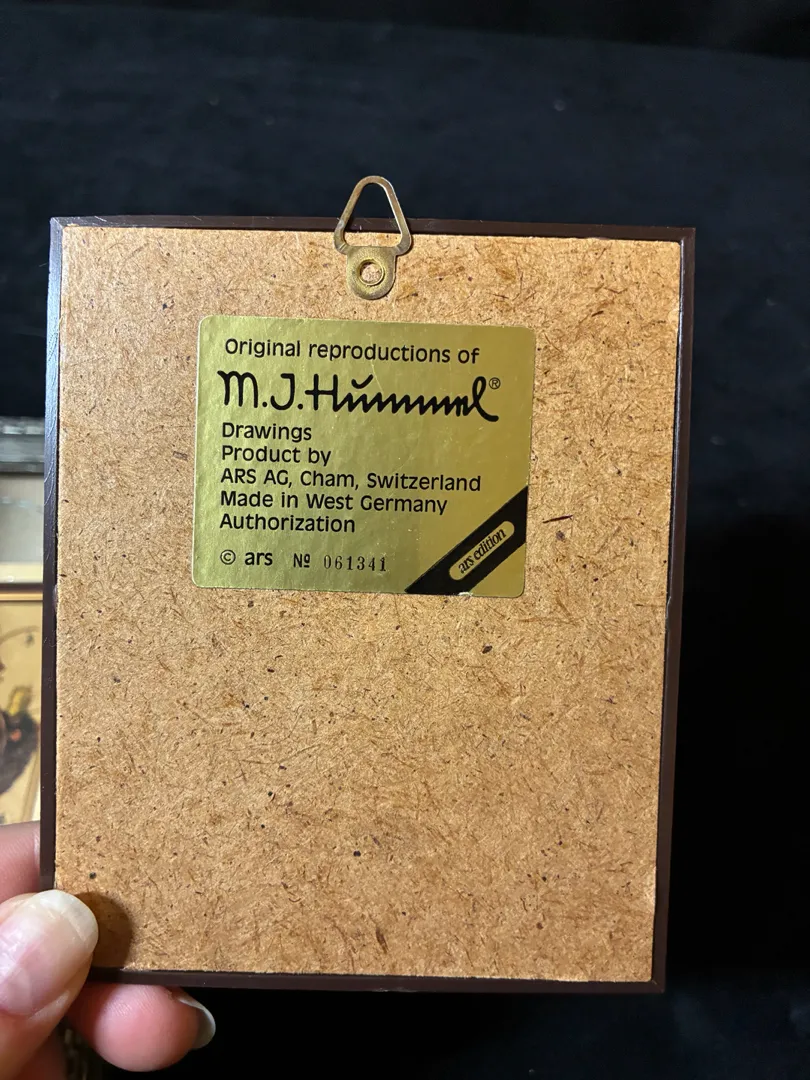 Original reproductions of
M.J.Hummel®
Drawings
Product by
ARS AG, Cham, Switzerland
Made in West Germany
Authorization
© ars Nº 061341
ars edition